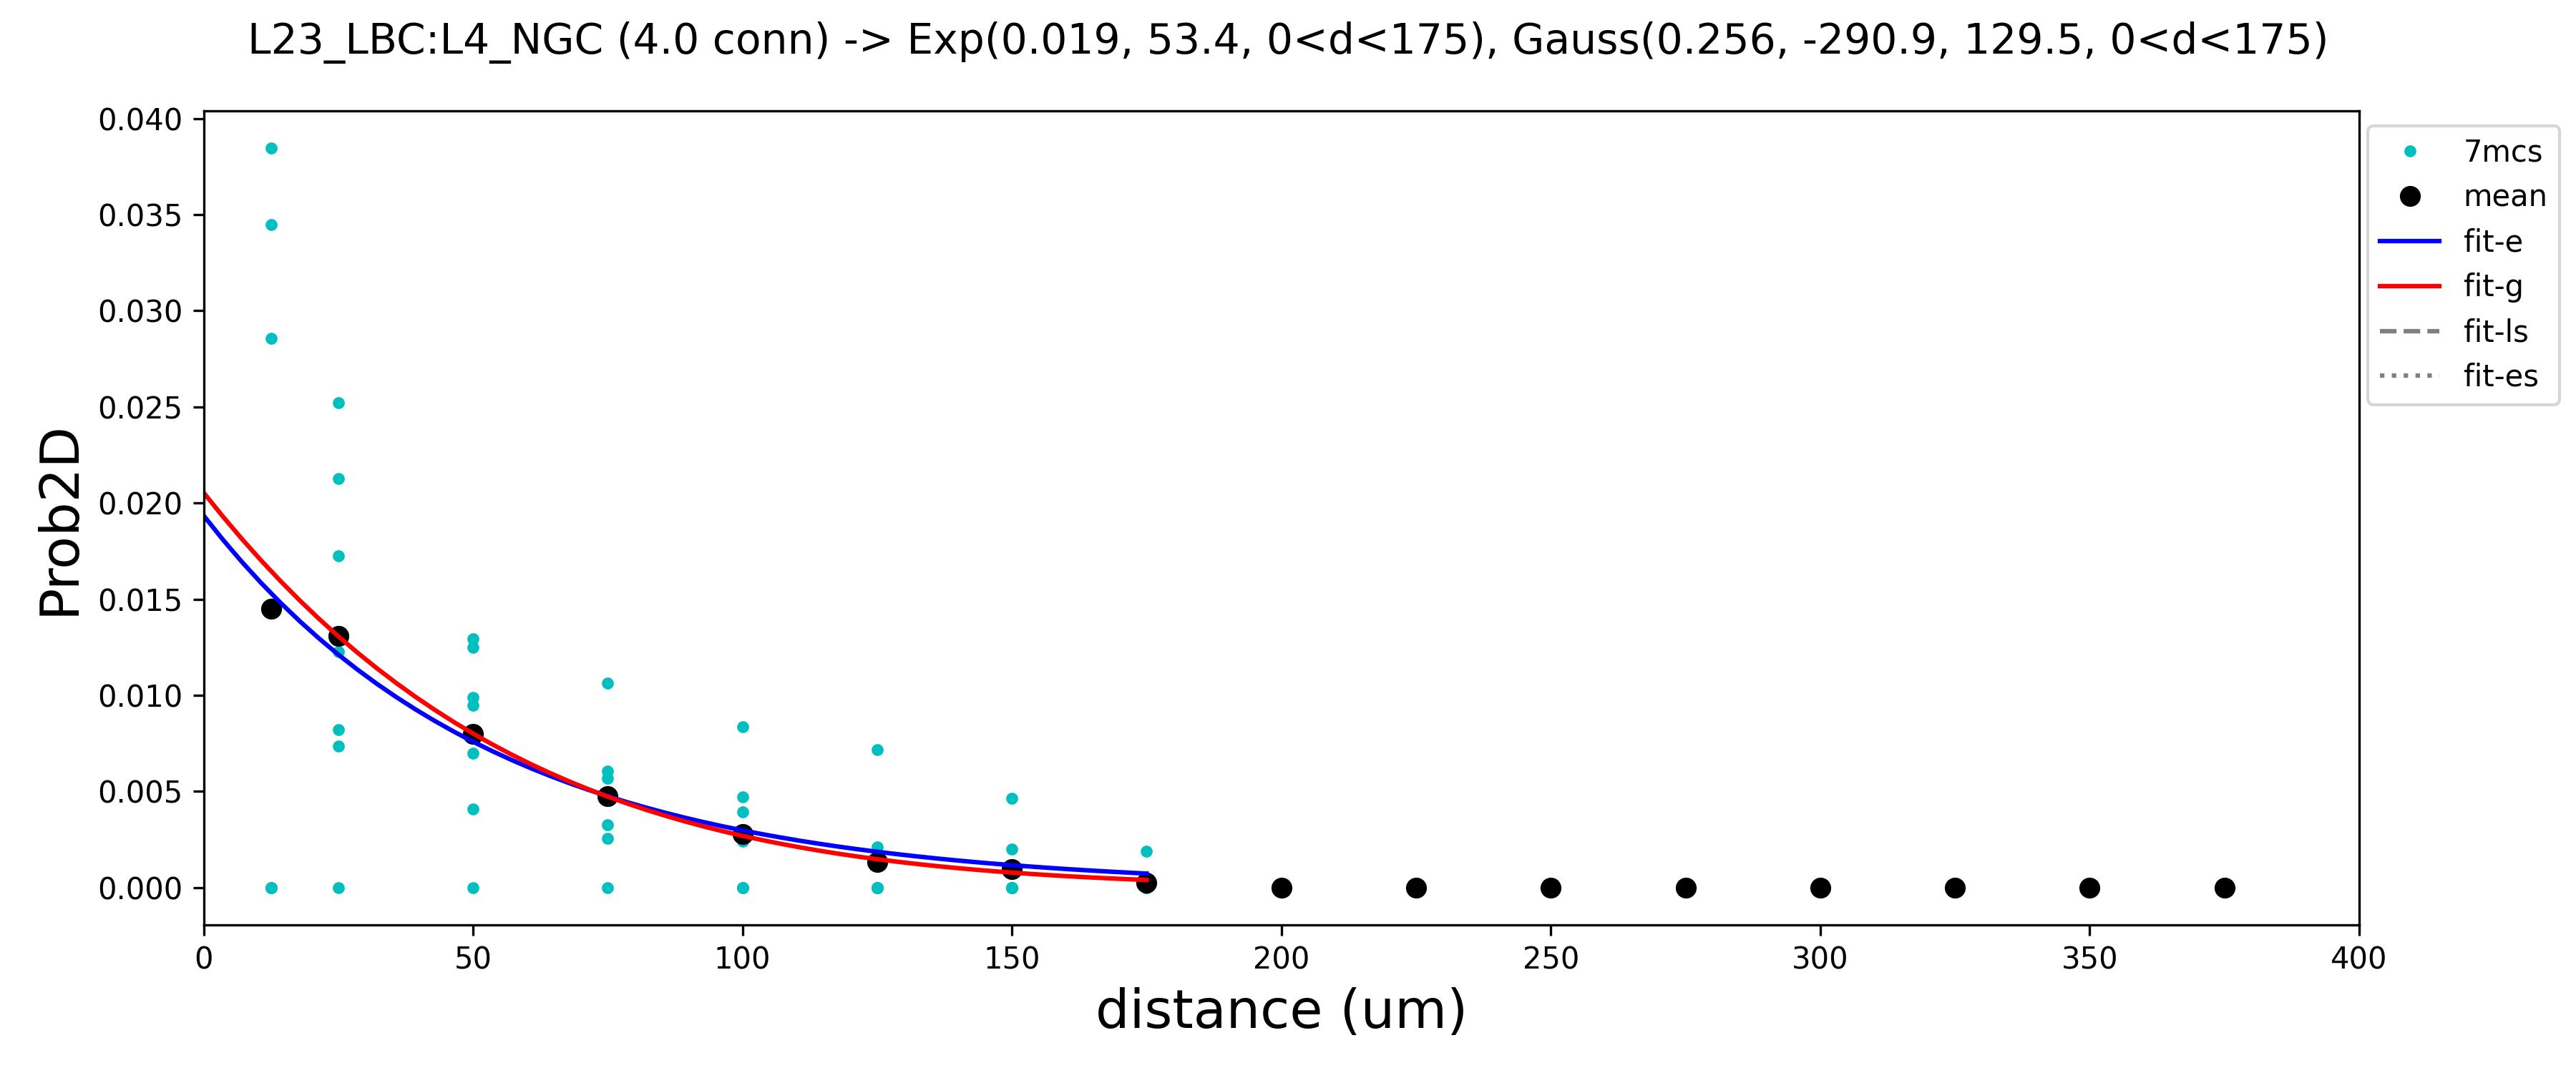 L23_LBC:L4_NGC (4.0 conn) -> Exp(0.019, 53.4, 0<d<175), Gauss(0.256, -290.9, 129.5, 0<d<175)
0.040
0.035
0.030
0.025
0.020
0.015
0.010
0.005
0.000
Prob2D
0 50 100 150 200 250 300 350 400
distance (um)
7mcs
mean
fit-e
fit-g
fit-ls
fit-es